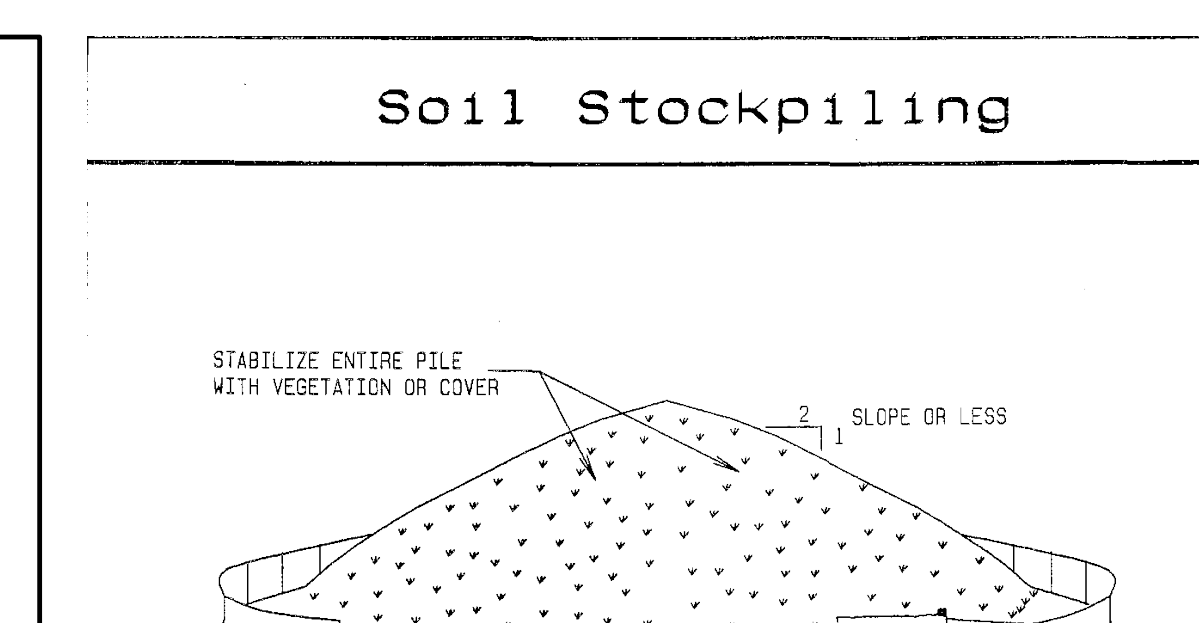 Soil Stockpiling
STABILIZE ENTIRE PILE
WITH VEGETATION OR COVER
2 SLOPE OR LESS
1